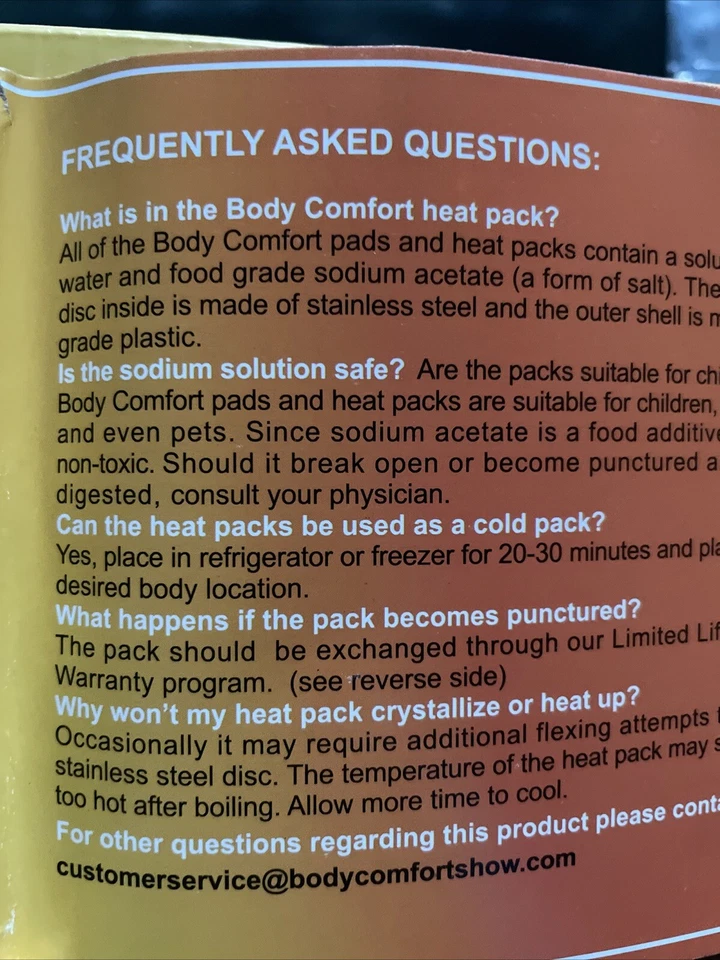 FREQUENTLY ASKED QUESTIONS:
What is in the Body Comfort heat pack?
All of the Body Comfort pads and heat packs contain a
water and food grade sodium acetate (a form of salt). The
disc inside is made of stainless steel and the outer shell is
grade plastic.
Is the sodium solution safe? Are the packs suitable for
Body Comfort pads and heat packs are suitable for children,
and even pets. Since sodium acetate is a food
non-toxic. Should it break open or become punctured
digested, consult your physician.
Can the heat packs be used as a cold pack?
Yes, place in refrigerator or freezer for 20-30 minutes and
desired body location.
What happens if the pack becomes punctured?
The pack should be exchanged through our Limited
Warranty program. (see reverse side)
Why won't my heat pack crystallize or heat up?
Occasionally it may require additional flexing attempts
stainless steel disc. The temperature of the heat pack may
too hot after boiling. Allow more time to cool.
For other questions regarding this product please
customerservice@bodycomfortshow.com